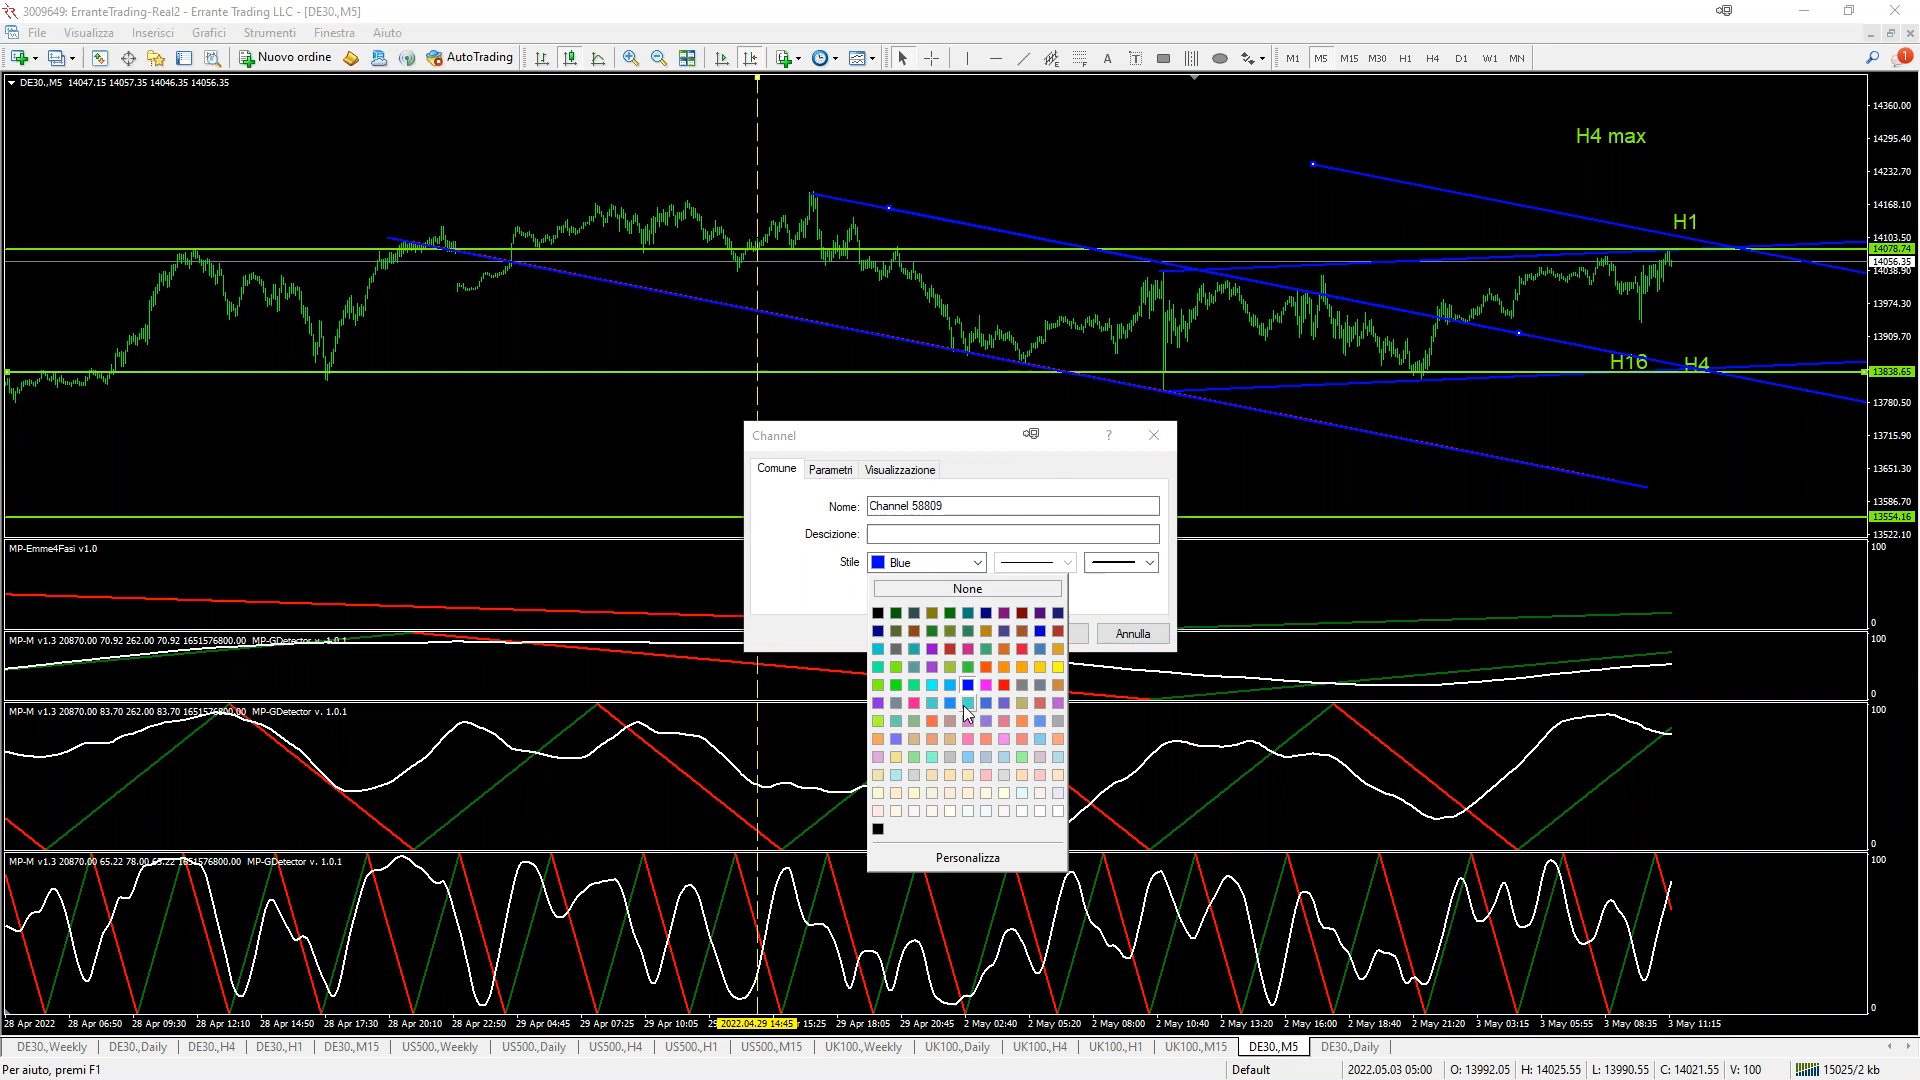 3009649: ErranteTrading-Real2 - Errante Trading LLC - [DE30.,M5]
File Visualizza Inserisci Grafici Strumenti Finestra Aiuto
Nuovo ordine AutoTrading A T M1 M5 M15 M30 H1 H4 D1 W1 MN 1
DE30.,M5 14047.15 14057.35 14046.35 14056.35
14360.00
H4 max
14295.40
14232.70
14168.10
H1
14103.50
14078.74
14056.35
14038.90
13974.30
13909.70
H16 H4
13838.65
13780.50
13715.90
13651.30
13586.70
13554.16
13522.10
Channel ?
Comune Parametri Visualizzazione
Nome: Channel 58809
Descizione:
Stile Blue
None
Annulla
Personalizza
MP-Emme4Fasi v1.0
100
0
MP-M v1.3 20870.00 70.92 262.00 70.92 1651576800.00 MP-GDetector v. 1.0.1
100
0
MP-M v1.3 20870.00 83.70 262.00 83.70 1651576800.00 MP-GDetector v. 1.0.1
100
0
MP-M v1.3 20870.00 65.22 78.00 65.22 1651576800.00 MP-GDetector v. 1.0.1
100
0
28 Apr 2022 28 Apr 06:50 28 Apr 09:30 28 Apr 12:10 28 Apr 14:50 28 Apr 17:30 28 Apr 20:10 28 Apr 22:50 29 Apr 04:45 29 Apr 07:25 29 Apr 10:05 29 2022.04.29 14:45 15:25 29 Apr 18:05 29 Apr 20:45 2 May 02:40 2 May 05:20 2 May 08:00 2 May 10:40 2 May 13:20 2 May 16:00 2 May 18:40 2 May 21:20 3 May 03:15 3 May 05:55 3 May 08:35 3 May 11:15
DE30.,Weekly DE30.,Daily DE30.,H4 DE30.,H1 DE30.,M15 US500.,Weekly US500.,Daily US500.,H4 US500.,H1 US500.,M15 UK100.,Weekly UK100.,Daily UK100.,H4 UK100.,H1 UK100.,M15 DE30.,M5 DE30.,Daily
Per aiuto, premi F1 Default 2022.05.03 05:00 O: 13992.05 H: 14025.55 L: 13990.55 C: 14021.55 V: 100 15025/2 kb